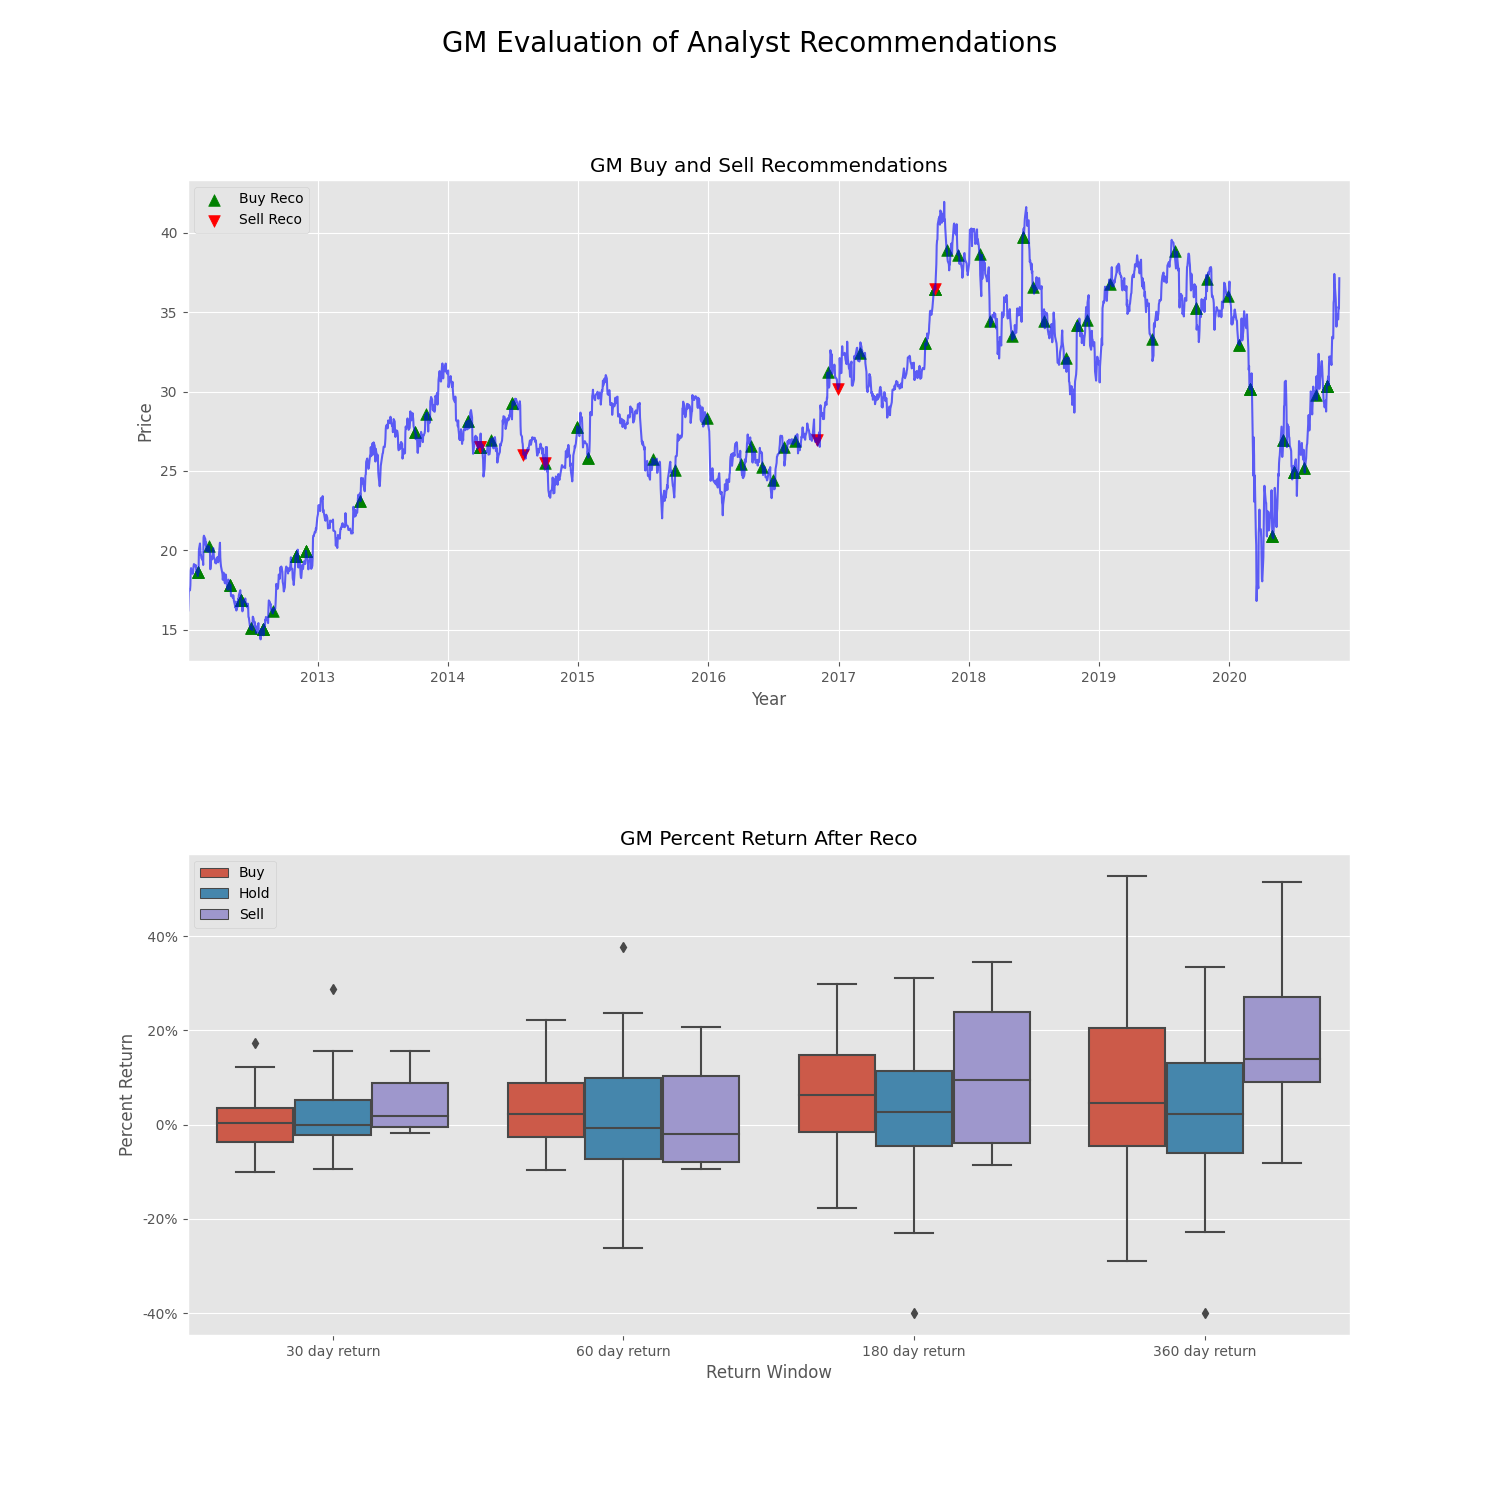 GM Evaluation of Analyst Recommendations
GM Buy and Sell Recommendations
Buy Reco
Sell Reco
Price
40
35
30
25
20
15
2013 2014 2015 2016 2017 2018 2019 2020
Year
GM Percent Return After Reco
Buy
Hold
Sell
Percent Return
40%
20%
0%
-20%
-40%
30 day return 60 day return 180 day return 360 day return
Return Window